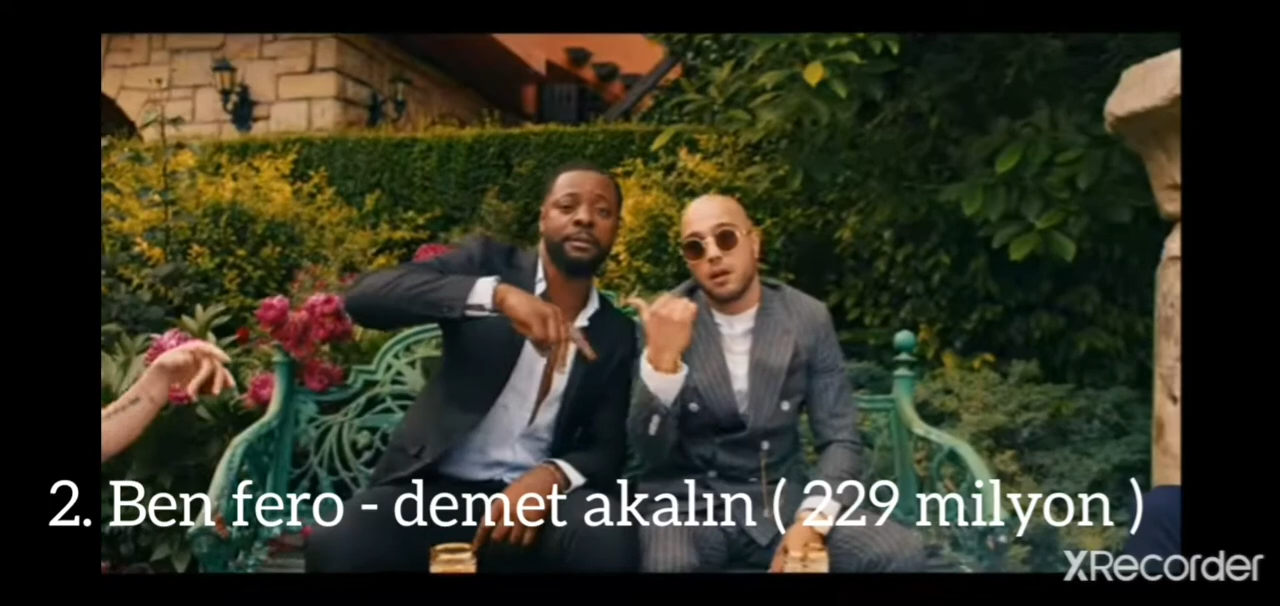 2. Ben fero - demet akalın ( 229 milyon )
XRecorder